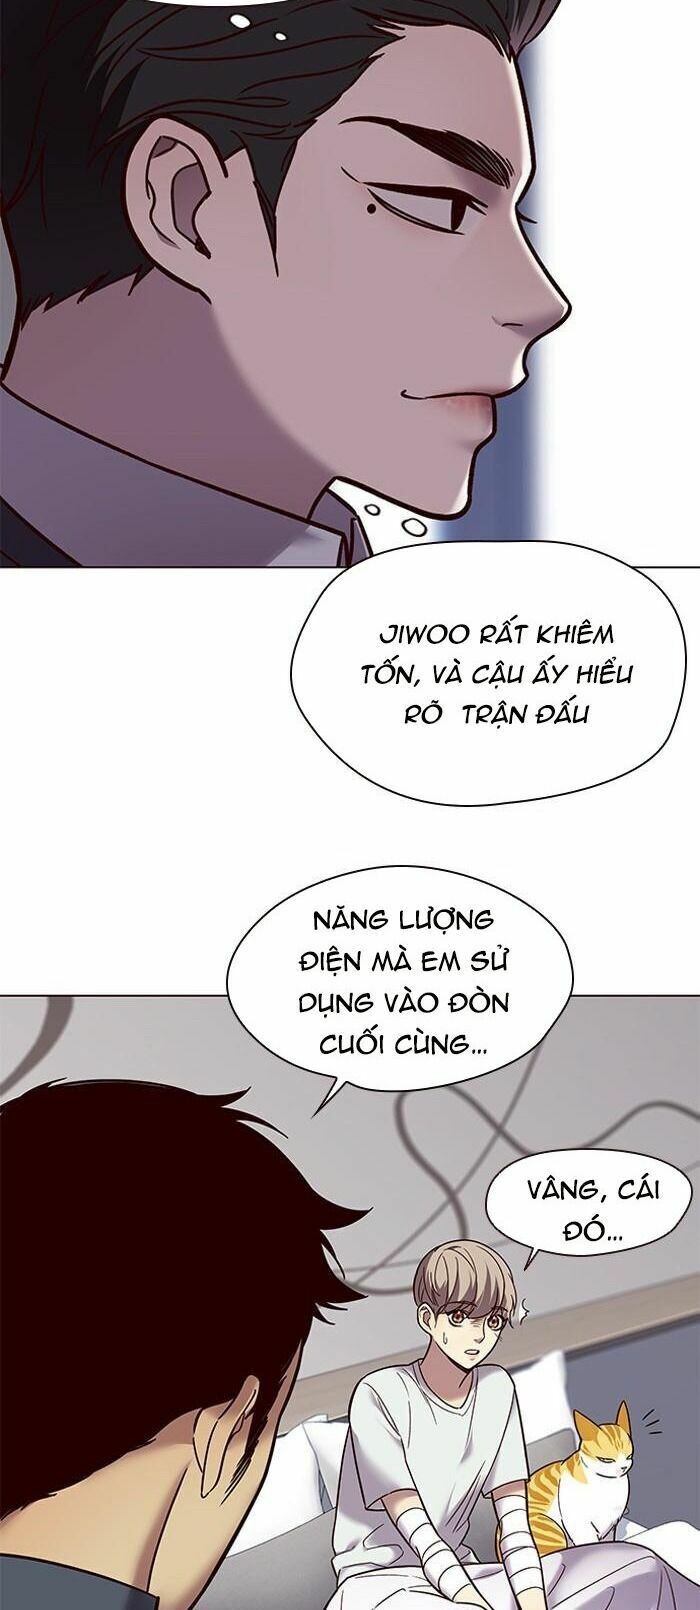 JIWOO RẤT KHIÊM
TỐN, VÀ CẬU ẤY HIỂU
RÕ TRẬN ĐẤU
NĂNG LƯỢNG
ĐIỆN MÀ EM SỬ
DỤNG VÀO ĐÒN
CUỐI CÙNG...
VÂNG, CÁI
ĐÓ...